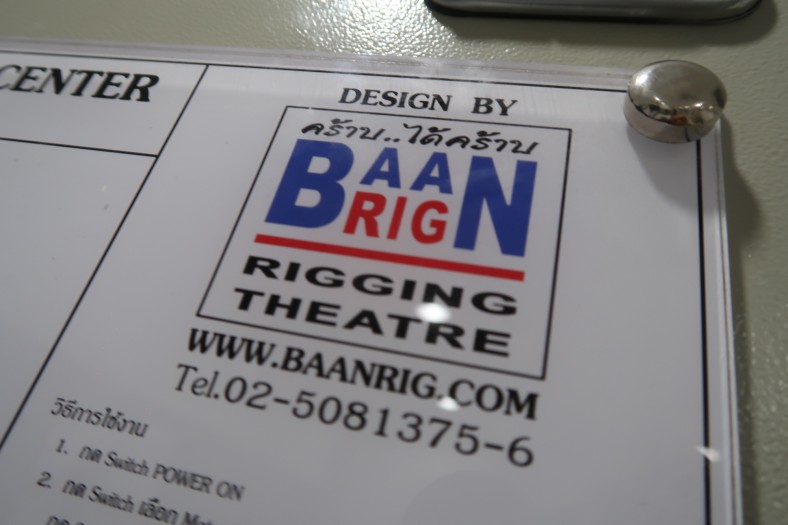 CENTER
DESIGN BY
คร้าบ..ได้คร้าบ
BAAN
RIG
RIGGING
THEATRE
WWW.BAANRIG.COM
Tel.02-5081375-6
วิธีการใช้งาน
1. กด Switch POWER ON
2. กด Switch เลือก